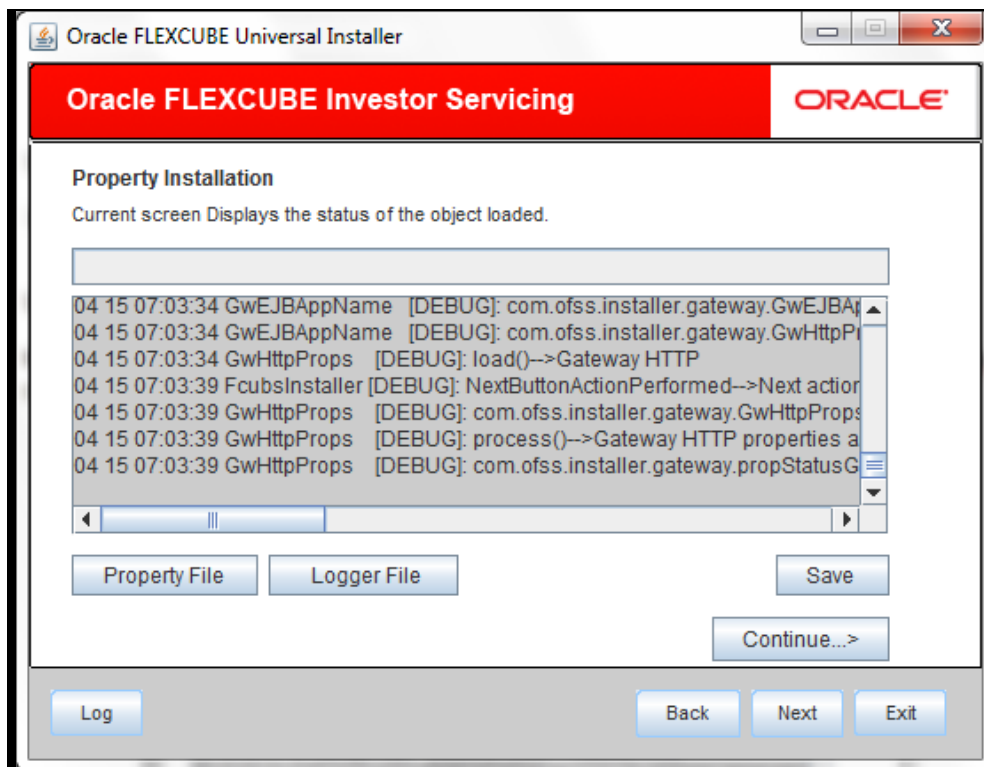 Oracle FLEXCUBE Universal Installer
Oracle FLEXCUBE Investor Servicing
ORACLE
Property Installation
Current screen Displays the status of the object loaded.
04 15 07:03:34 GwEJBAppName [DEBUG]: com.ofss.installer.gateway.GwEJBAp
04 15 07:03:34 GwEJBAppName [DEBUG]: com.ofss.installer.gateway.GwHttpPr
04 15 07:03:34 GwHttpProps [DEBUG]: load()-->Gateway HTTP
04 15 07:03:39 FcubsInstaller [DEBUG]: NextButtonActionPerformed-->Next action
04 15 07:03:39 GwHttpProps [DEBUG]: com.ofss.installer.gateway.GwHttpProps
04 15 07:03:39 GwHttpProps [DEBUG]: process()-->Gateway HTTP properties a
04 15 07:03:39 GwHttpProps [DEBUG]: com.ofss.installer.gateway.propStatusG
Property File Logger File Save
Continue...>
Log Back Next Exit